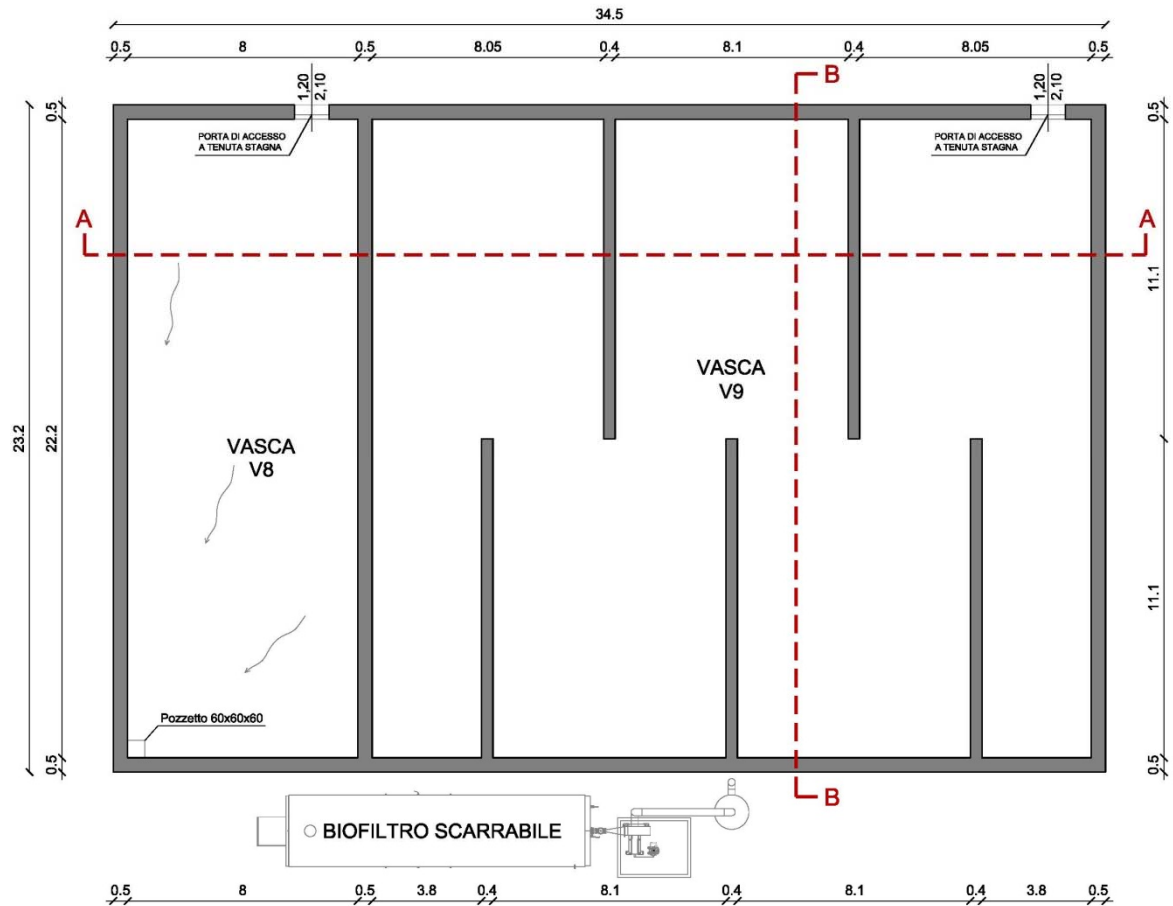 34.5
0.5 8 0.5 8.05 0.4 8.1 0.4 8.05 0.5
B
1,20
2,10
1,20
2,10
0.5
0.5
PORTA DI ACCESSO
A TENUTA STAGNA
PORTA DI ACCESSO
A TENUTA STAGNA
A
A
11.1
VASCA
V9
23.2
22.2
VASCA
V8
11.1
Pozzetto 60x60x60
0.5
0.5
B
BIOFILTRO SCARRABILE
0.5 8 0.5 3.8 0.4 8.1 0.4 8.1 0.4 3.8 0.5